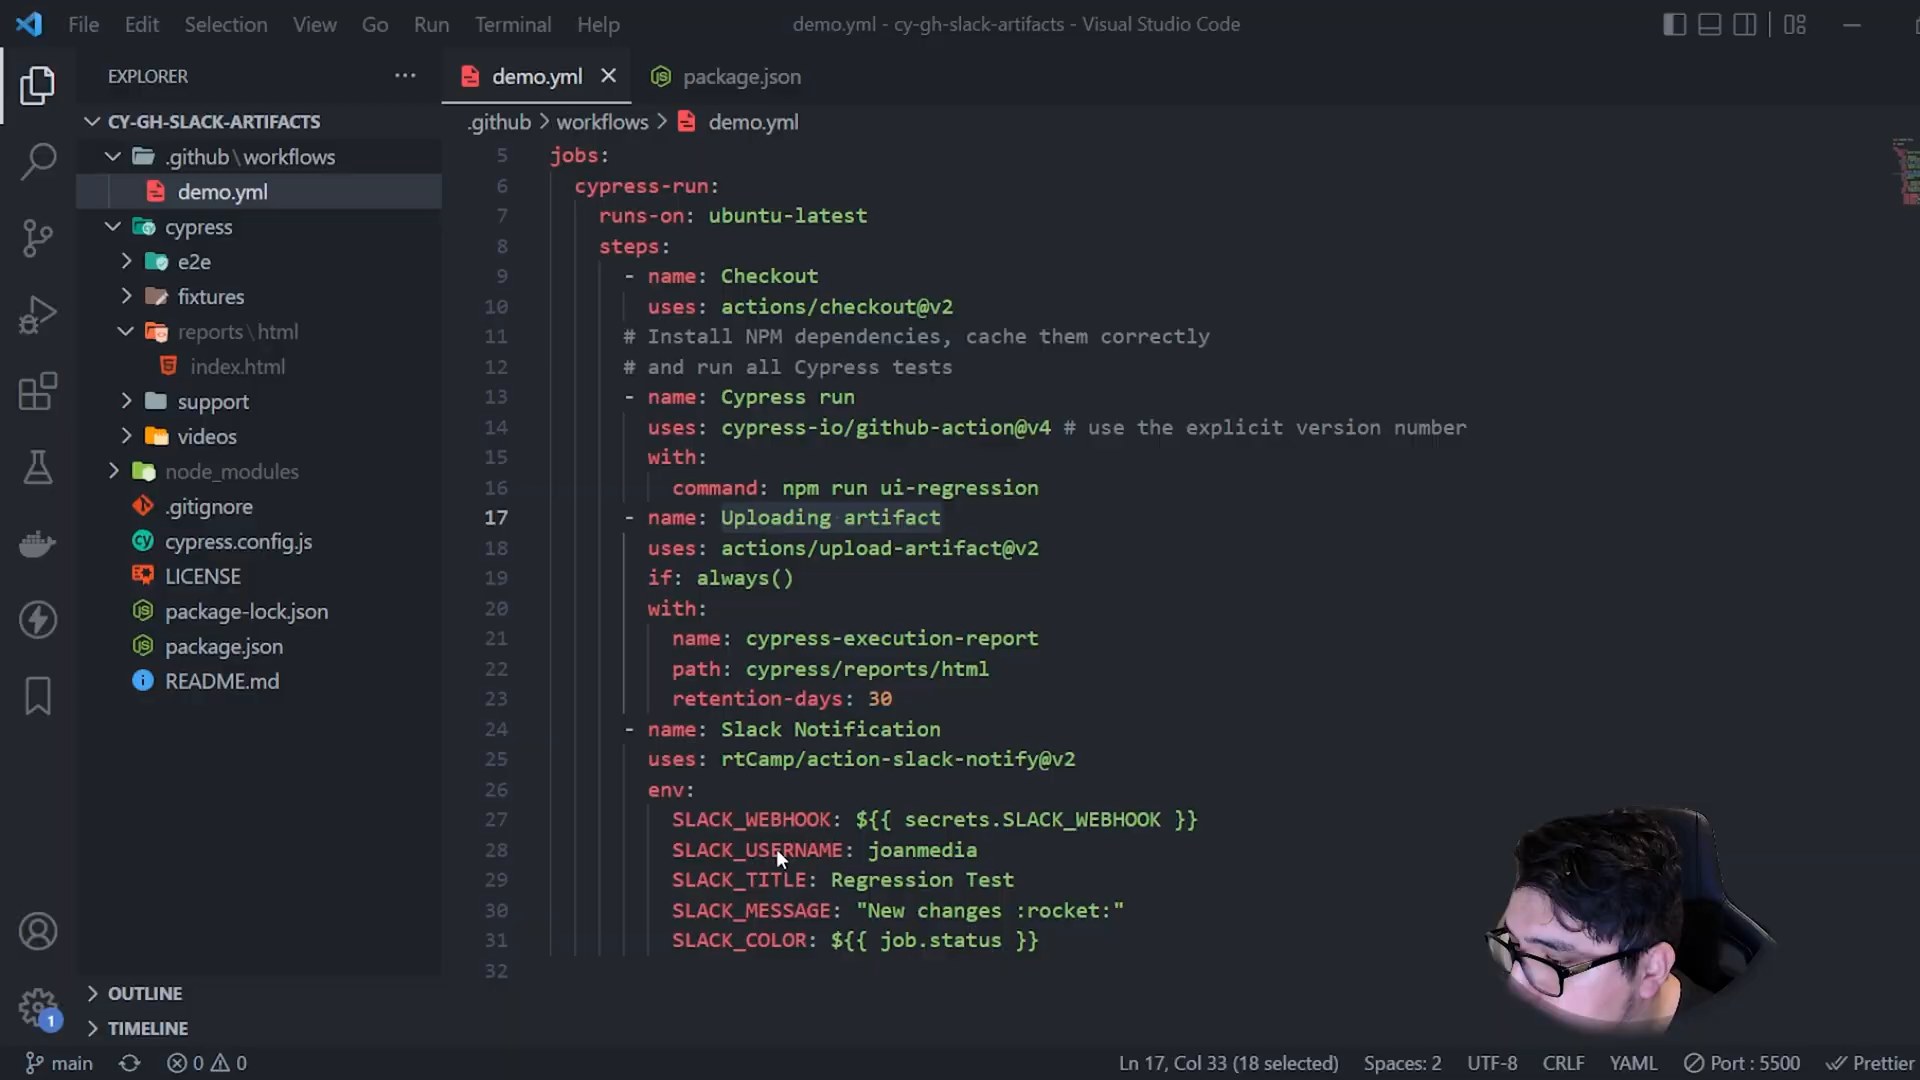 File Edit Selection View Go Run Terminal Help
demo.yml - cy-gh-slack-artifacts - Visual Studio Code
EXPLORER
demo.yml
package.json
CY-GH-SLACK-ARTIFACTS
.github\workflows
demo.yml
cypress
e2e
fixtures
reports\html
index.html
support
videos
node_modules
.gitignore
cypress.config.js
LICENSE
package-lock.json
package.json
README.md
OUTLINE
TIMELINE
.github > workflows > demo.yml
5 jobs:
6 cypress-run:
7 runs-on: ubuntu-latest
8 steps:
9 - name: Checkout
10 uses: actions/checkout@v2
11 # Install NPM dependencies, cache them correctly
12 # and run all Cypress tests
13 - name: Cypress run
14 uses: cypress-io/github-action@v4 # use the explicit version number
15 with:
16 command: npm run ui-regression
17 - name: Uploading artifact
18 uses: actions/upload-artifact@v2
19 if: always()
20 with:
21 name: cypress-execution-report
22 path: cypress/reports/html
23 retention-days: 30
24 - name: Slack Notification
25 uses: rtCamp/action-slack-notify@v2
26 env:
27 SLACK_WEBHOOK: ${{ secrets.SLACK_WEBHOOK }}
28 SLACK_USERNAME: joanmedia
29 SLACK_TITLE: Regression Test
30 SLACK_MESSAGE: "New changes :rocket:"
31 SLACK_COLOR: ${{ job.status }}
32
1
main 0 0 Ln 17, Col 33 (18 selected) Spaces: 2 UTF-8 CRLF YAML Port : 5500 Prettier